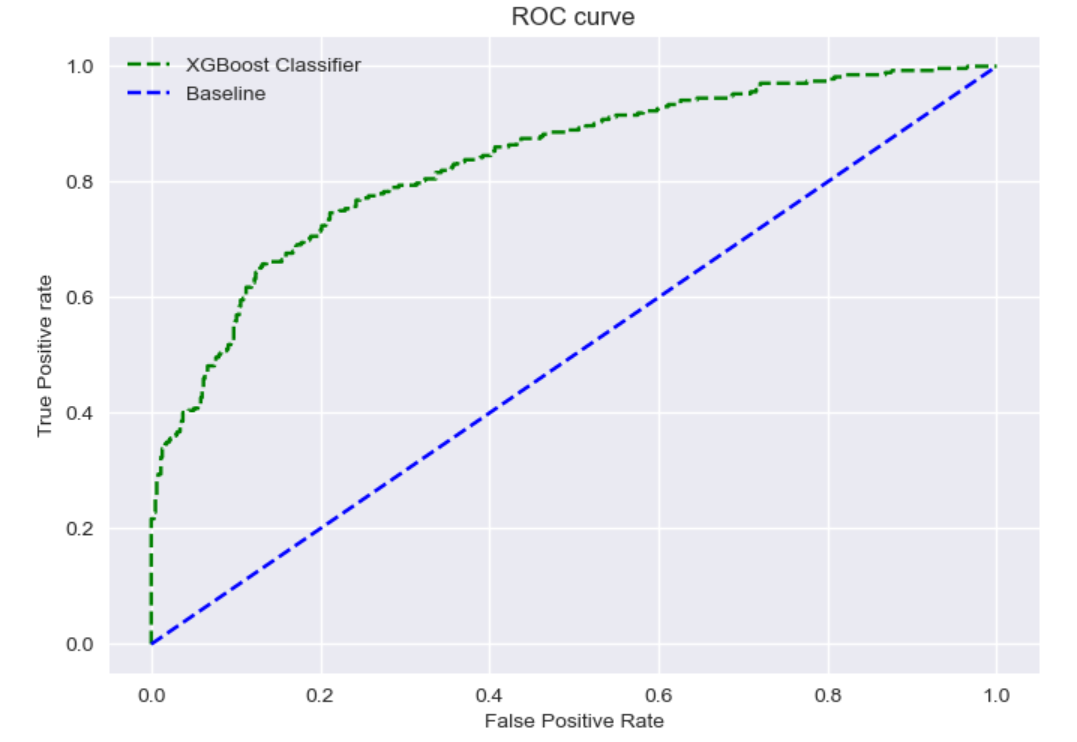 ROC curve
XGBoost Classifier
Baseline
1.0
0.8
0.6
0.4
0.2
0.0
True Positive rate
0.0 0.2 0.4 0.6 0.8 1.0
False Positive Rate